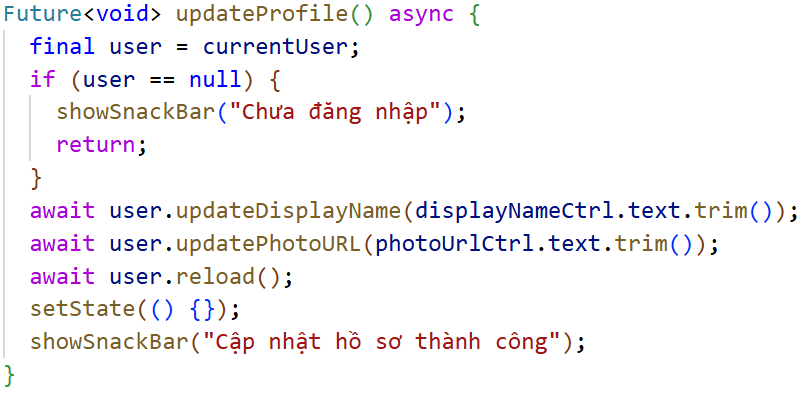 Future<void> updateProfile() async {
  final user = currentUser;
  if (user == null) {
    showSnackBar("Chưa đăng nhập");
    return;
  }
  await user.updateDisplayName(displayNameCtrl.text.trim());
  await user.updatePhotoURL(photoUrlCtrl.text.trim());
  await user.reload();
  setState(() {});
  showSnackBar("Cập nhật hồ sơ thành công");
}